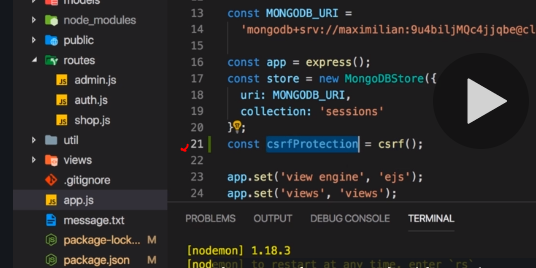 models
node_modules
public
routes
admin.js
auth.js
shop.js
util
views
.gitignore
app.js
message.txt
package-lock... M
package.json M
12
13 const MONGODB_URI =
14 'mongodb+srv://maximilian:9u4biljMQc4jjqbe@cl
15
16 const app = express();
17 const store = new MongoDBStore({
18 uri: MONGODB_URI,
19 collection: 'sessions'
20 });
21 const csrfProtection = csrf();
22
23 app.set('view engine', 'ejs');
24 app.set('views', 'views');
PROBLEMS OUTPUT DEBUG CONSOLE TERMINAL
[nodemon] 1.18.3
[nodemon] to restart at any time, enter `rs`